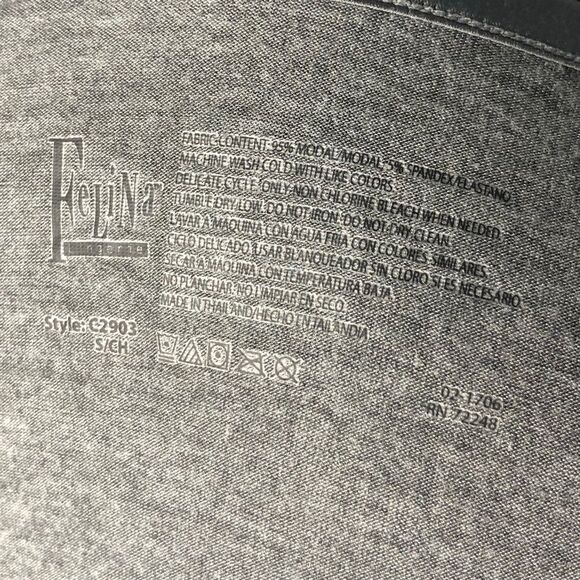 Felina
Lingerie
Style: C2903
S/CH
FABRIC CONTENT: 95% MODAL/MODAL, 5% SPANDEX/ELASTANO
MACHINE WASH COLD WITH LIKE COLORS.
DELICATE CYCLE. ONLY NON CHLORINE BLEACH WHEN NEEDED.
TUMBLE DRY LOW. DO NOT IRON. DO NOT DRY CLEAN.
LAVAR A MAQUINA CON AGUA FRIA CON COLORES SIMILARES.
CICLO DELICADO. USAR BLANQUEADOR SIN CLORO SI ES NECESARIO.
SECAR A MAQUINA CON TEMPERATURA BAJA.
NO PLANCHAR. NO LIMPIAR EN SECO.
MADE IN THAILAND/HECHO EN TAILANDIA
RN 72248